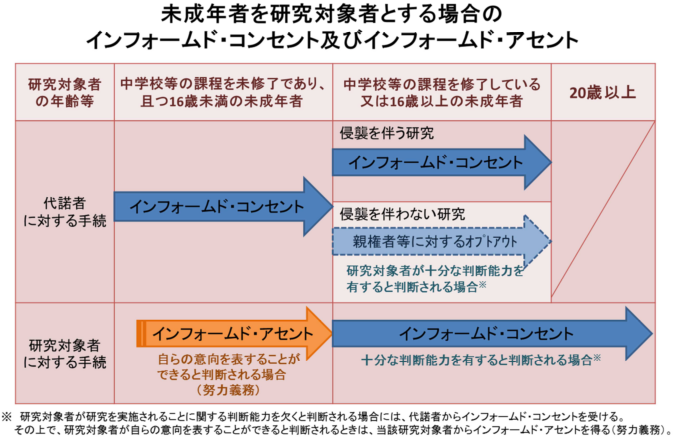 未成年者を研究対象者とする場合の
インフォームド・コンセント及びインフォームド・アセント
研究対象者
の年齢等
中学校等の課程を未修了であり、
且つ16歳未満の未成年者
中学校等の課程を修了している
又は16歳以上の未成年者
20歳以上
代諾者
に対する手続
インフォームド・コンセント
侵襲を伴う研究
インフォームド・コンセント
侵襲を伴わない研究
親権者等に対するオプトアウト
研究対象者が十分な判断能力を
有すると判断される場合※
研究対象者
に対する手続
インフォームド・アセント
自らの意向を表することが
できると判断される場合
（努力義務）
インフォームド・コンセント
十分な判断能力を有すると判断される場合※
※ 研究対象者が研究を実施されることに関する判断能力を欠くと判断される場合には、代諾者からインフォームド・コンセントを受ける。
その上で、研究対象者が自らの意向を表することができると判断されるときは、当該研究対象者からインフォームド・アセントを得る（努力義務）。